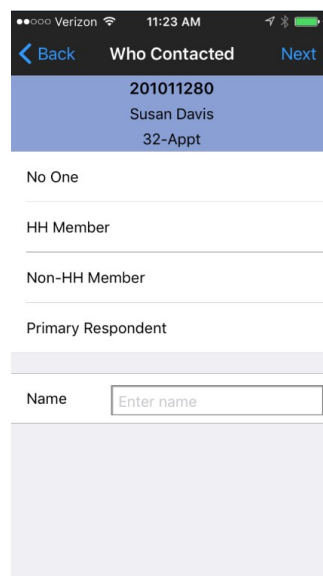 Verizon 11:23 AM
Back Who Contacted Next
201011280
Susan Davis
32-Appt
No One
HH Member
Non-HH Member
Primary Respondent
Name Enter name